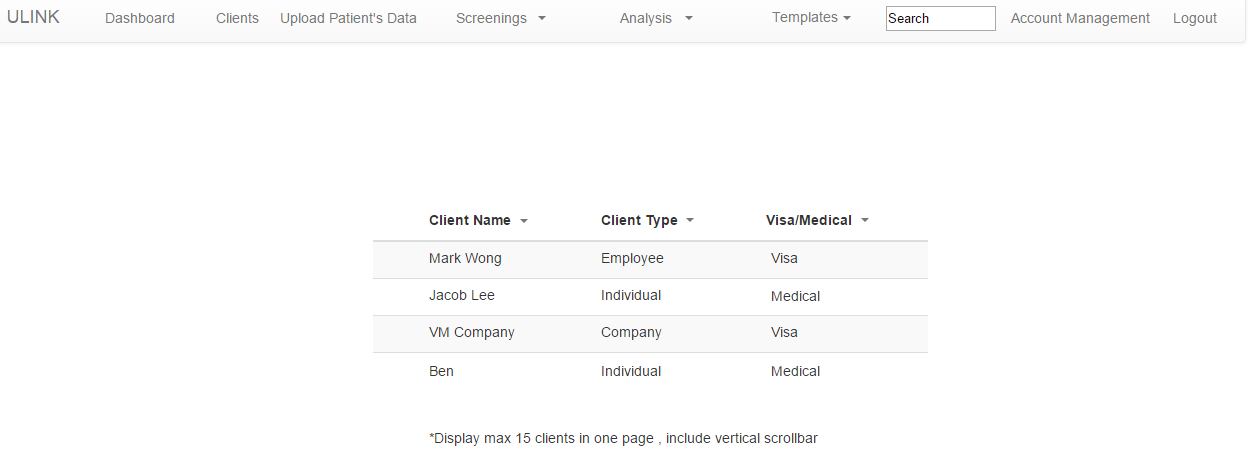 ULINK Dashboard Clients Upload Patient's Data Screenings Analysis Templates Search Account Management Logout
Client Name Client Type Visa/Medical
Mark Wong Employee Visa
Jacob Lee Individual Medical
VM Company Company Visa
Ben Individual Medical
*Display max 15 clients in one page , include vertical scrollbar